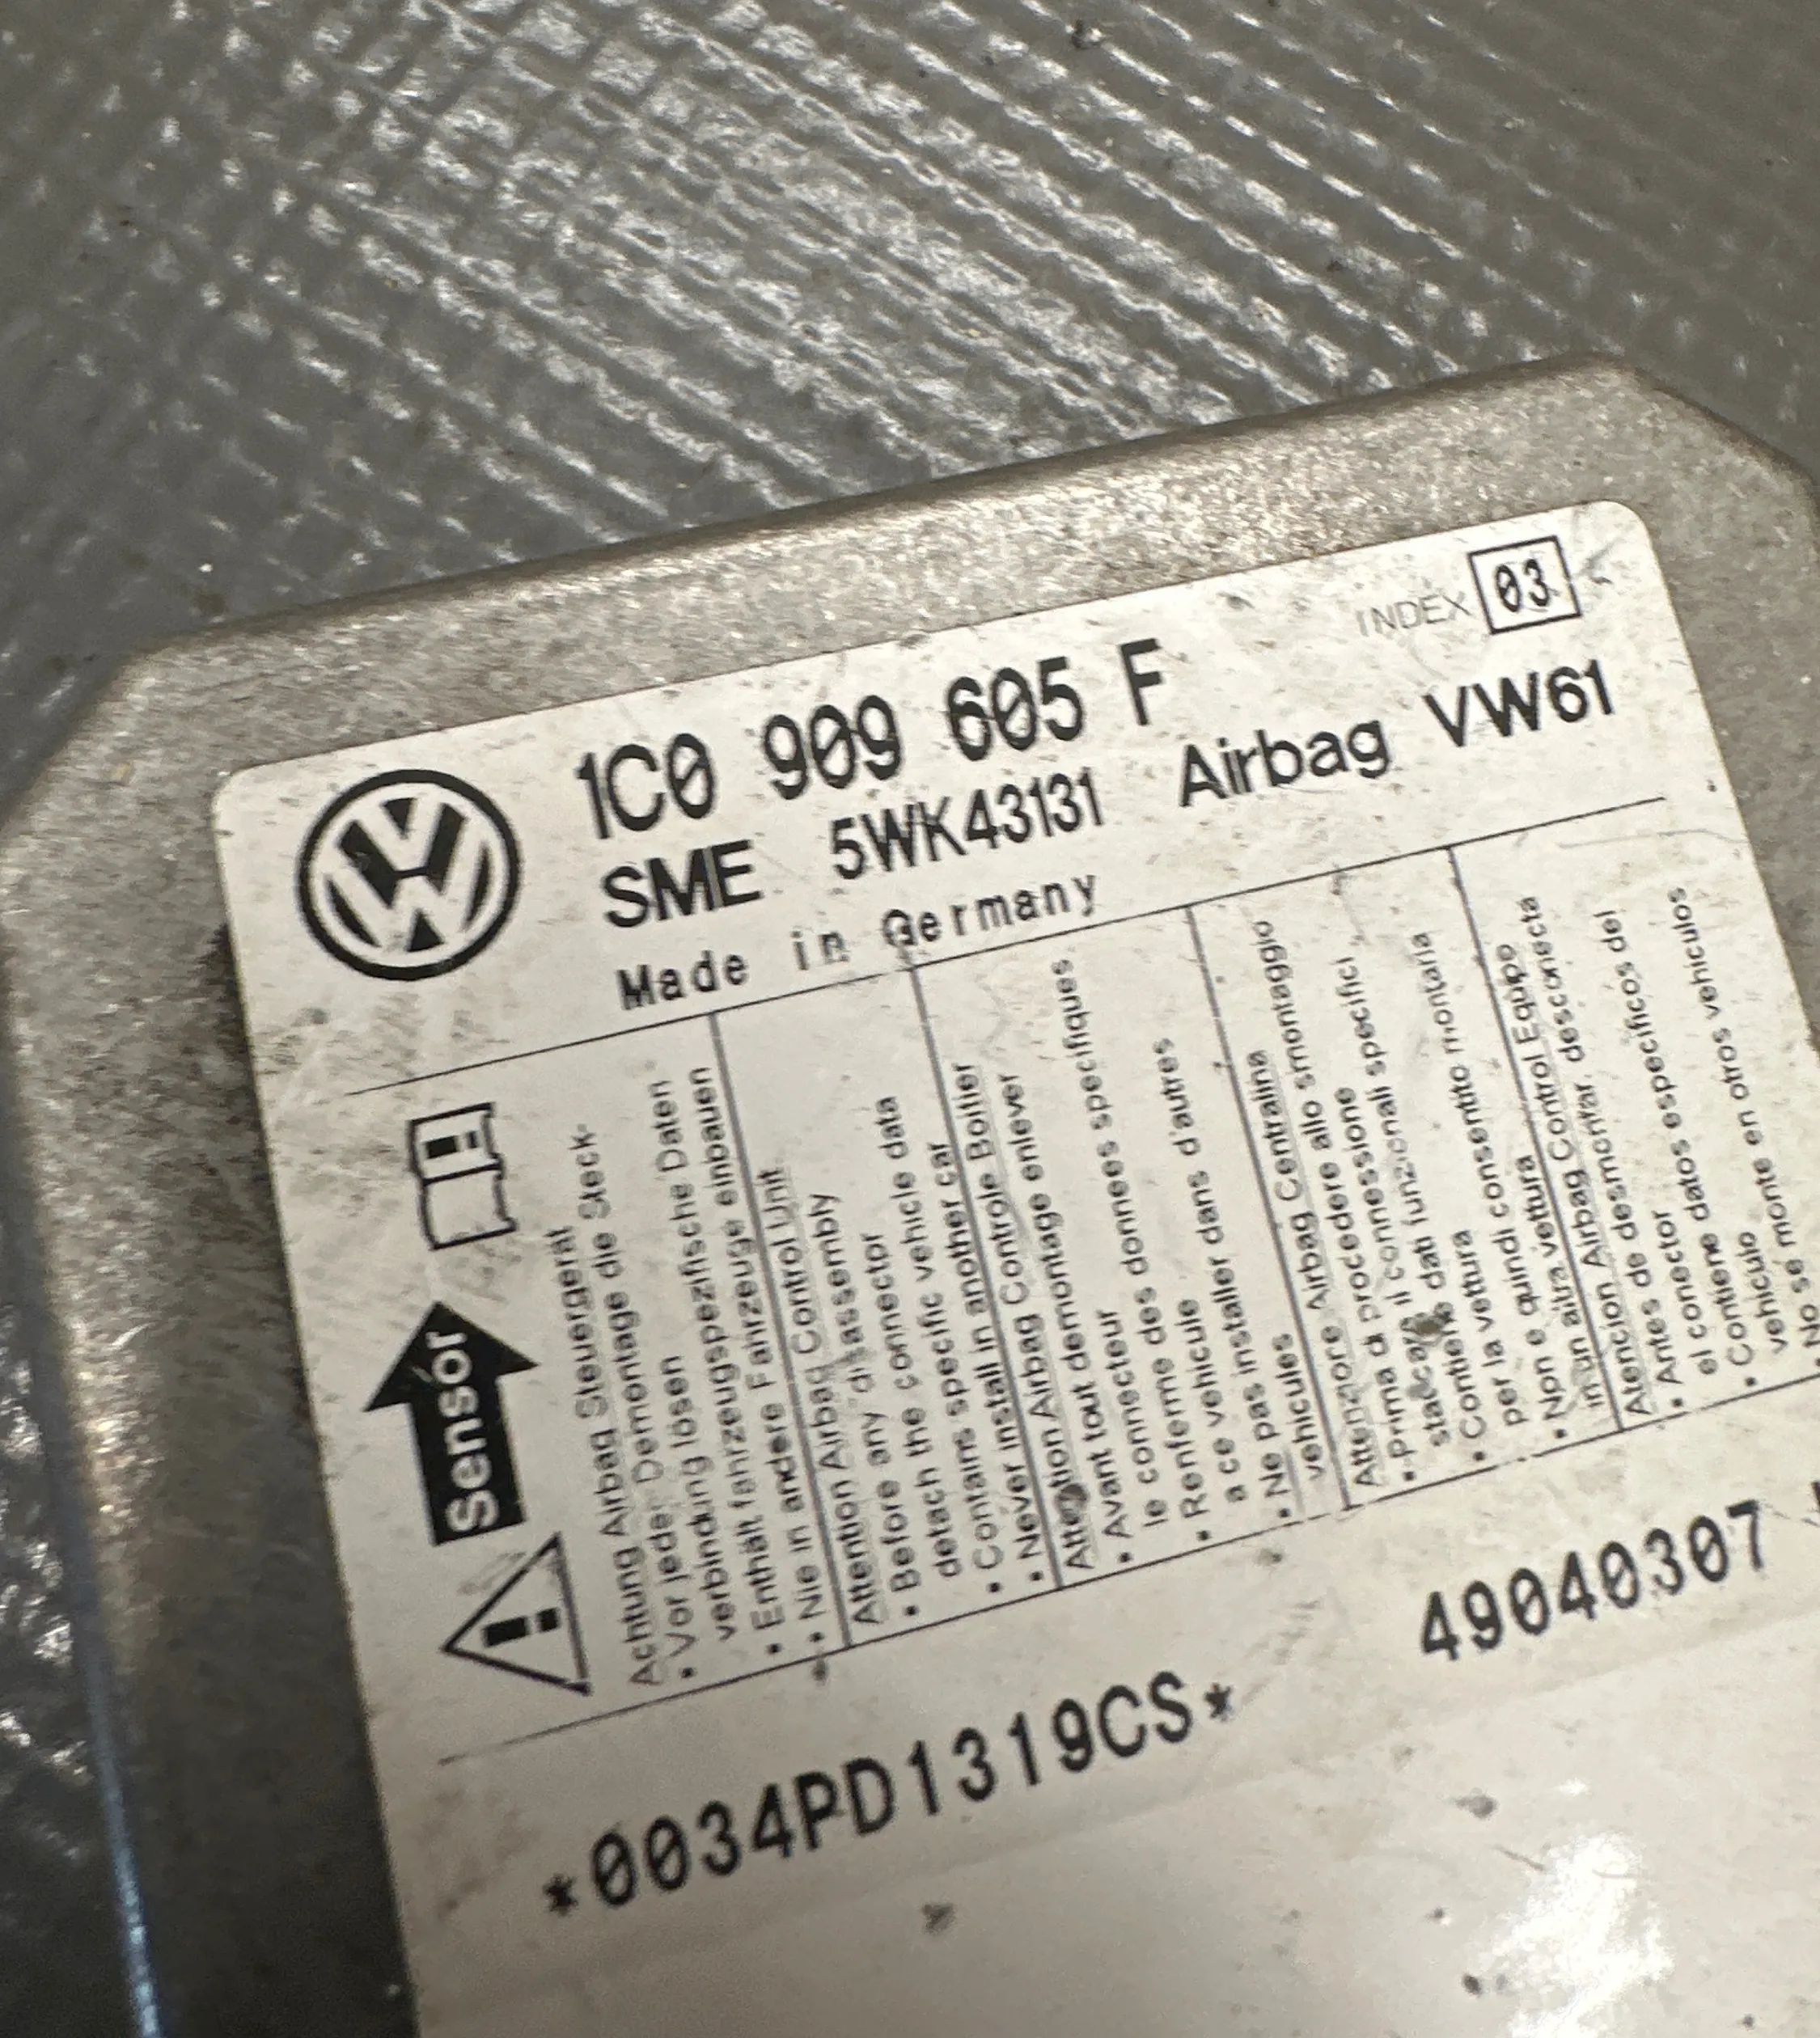 INDEX 03
1C0 909 605 F
SME 5WK43131 Airbag VW61
Made in Germany
Sensor
Achtung Airbag Steuergerät
• Vor jeder Demontage die Steck-
verbindung lösen
• Enthält fahrzeugspezifische Daten
• Nie in andere Fahrzeuge einbauen
Attention Airbag Control Unit
• Before any disassembly
detach the connector
• Contains specific vehicle data
• Never install in another car
Attention Airbag Controle Boitier
• Avant tout demontage enlever
le connecteur
• Renferme des donnees specifiques
a ce vehicule
• Ne pas installer dans d'autres
vehicules
Attenzione Airbag Centralina
• Prima di procedere allo smontaggio
staccare il connessione
• Contiene dati funzionali specifici
per la vettura
• Non e quindi consentito montaria
in un altra vettura
Atencion Airbag Control Equipo
• Antes de desmontar, desconecta
el conector
• Contiene datos especificos del
vehiculo
No se monte en otros vehiculos
*0034PD1319CS*
49040307